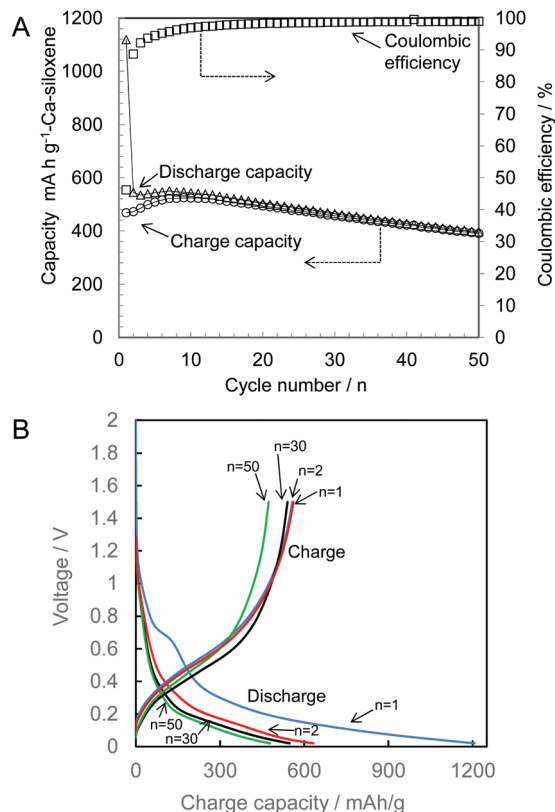 A
Capacity mA h g-1-Ca-siloxene
1200
1000
800
600
400
200
0
Coulombic efficiency
Discharge capacity
Charge capacity
100
90
80
70
60
50
40
30
20
10
0
Coulombic efficiency / %
0 10 20 30 40 50
Cycle number / n
B
Voltage / V
2
1.8
1.6
1.4
1.2
1
0.8
0.6
0.4
0.2
0
n=30
n=50
n=2
n=1
Charge
Discharge
n=1
n=50
n=2
n=30
0 300 600 900 1200
Charge capacity / mAh/g